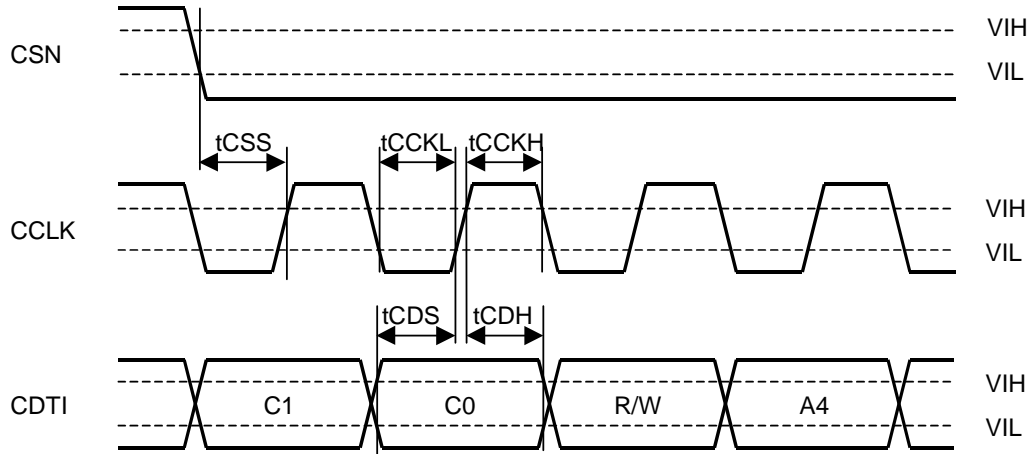 VIH
CSN
VIL
tCSS
tCCKL
tCCKH
VIH
CCLK
VIL
tCDS
tCDH
VIH
CDTI
C1
C0
R/W
A4
VIL